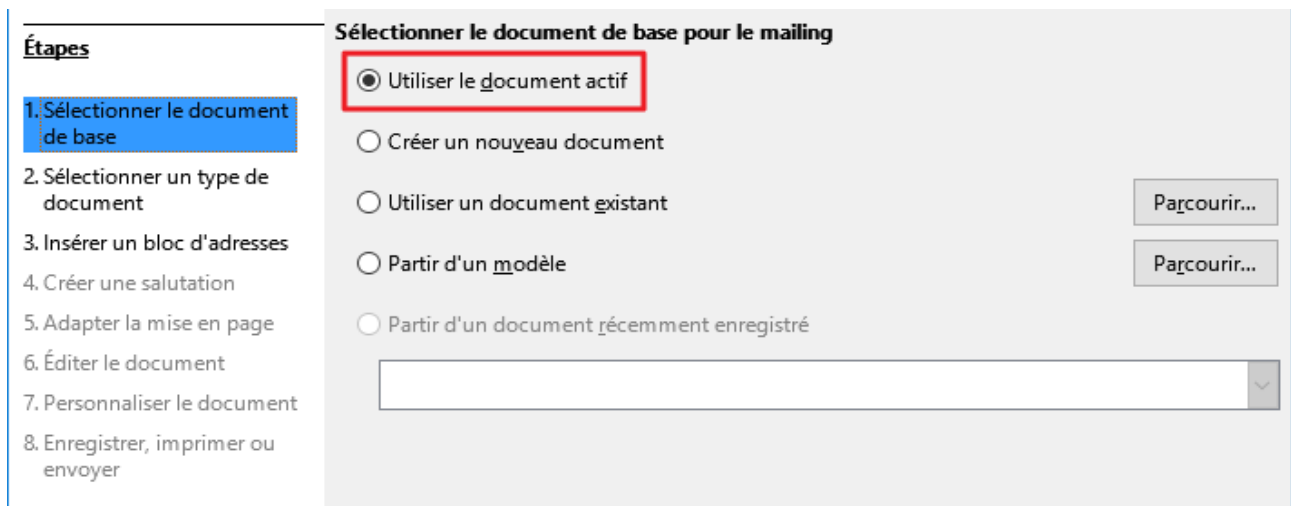 Étapes
1. Sélectionner le document
de base
2. Sélectionner un type de
document
3. Insérer un bloc d'adresses
4. Créer une salutation
5. Adapter la mise en page
6. Éditer le document
7. Personnaliser le document
8. Enregistrer, imprimer ou
envoyer
Sélectionner le document de base pour le mailing
Utiliser le document actif
Créer un nouveau document
Utiliser un document existant
Parcourir...
Partir d'un modèle
Parcourir...
Partir d'un document récemment enregistré